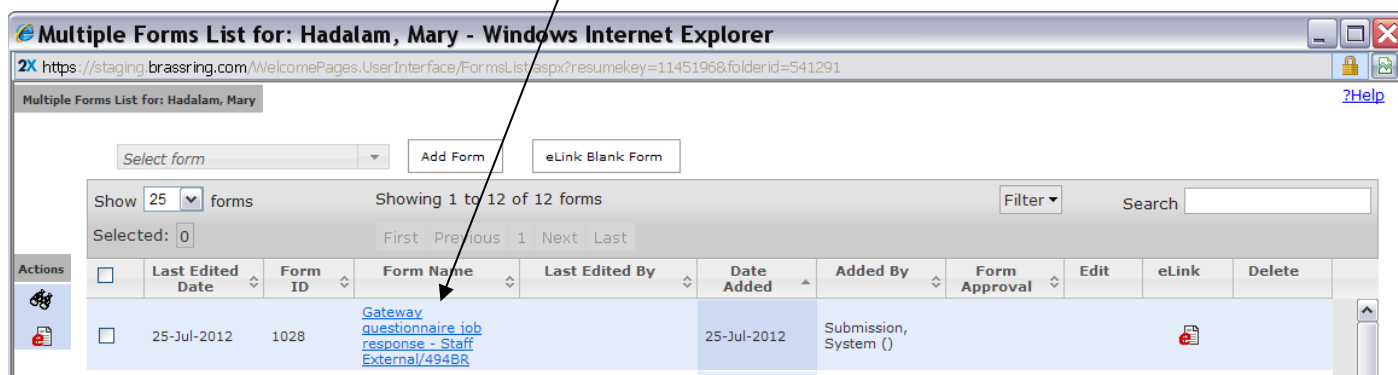 Multiple Forms List for: Hadalam, Mary - Windows Internet Explorer
2X https://staging.brassring.com/WelcomePages.UserInterface/FormsList.aspx?resumekey=1145196&folderid=541291
Multiple Forms List for: Hadalam, Mary
?Help
Select form
Add Form
eLink Blank Form
Show 25 forms
Showing 1 to 12 of 12 forms
Filter
Search
Selected: 0
First Previous 1 Next Last
Actions
Last Edited Date
Form ID
Form Name
Last Edited By
Date Added
Added By
Form Approval
Edit
eLink
Delete
25-Jul-2012
1028
Gateway
questionnaire job
response - Staff
External/494BR
25-Jul-2012
Submission,
System ()